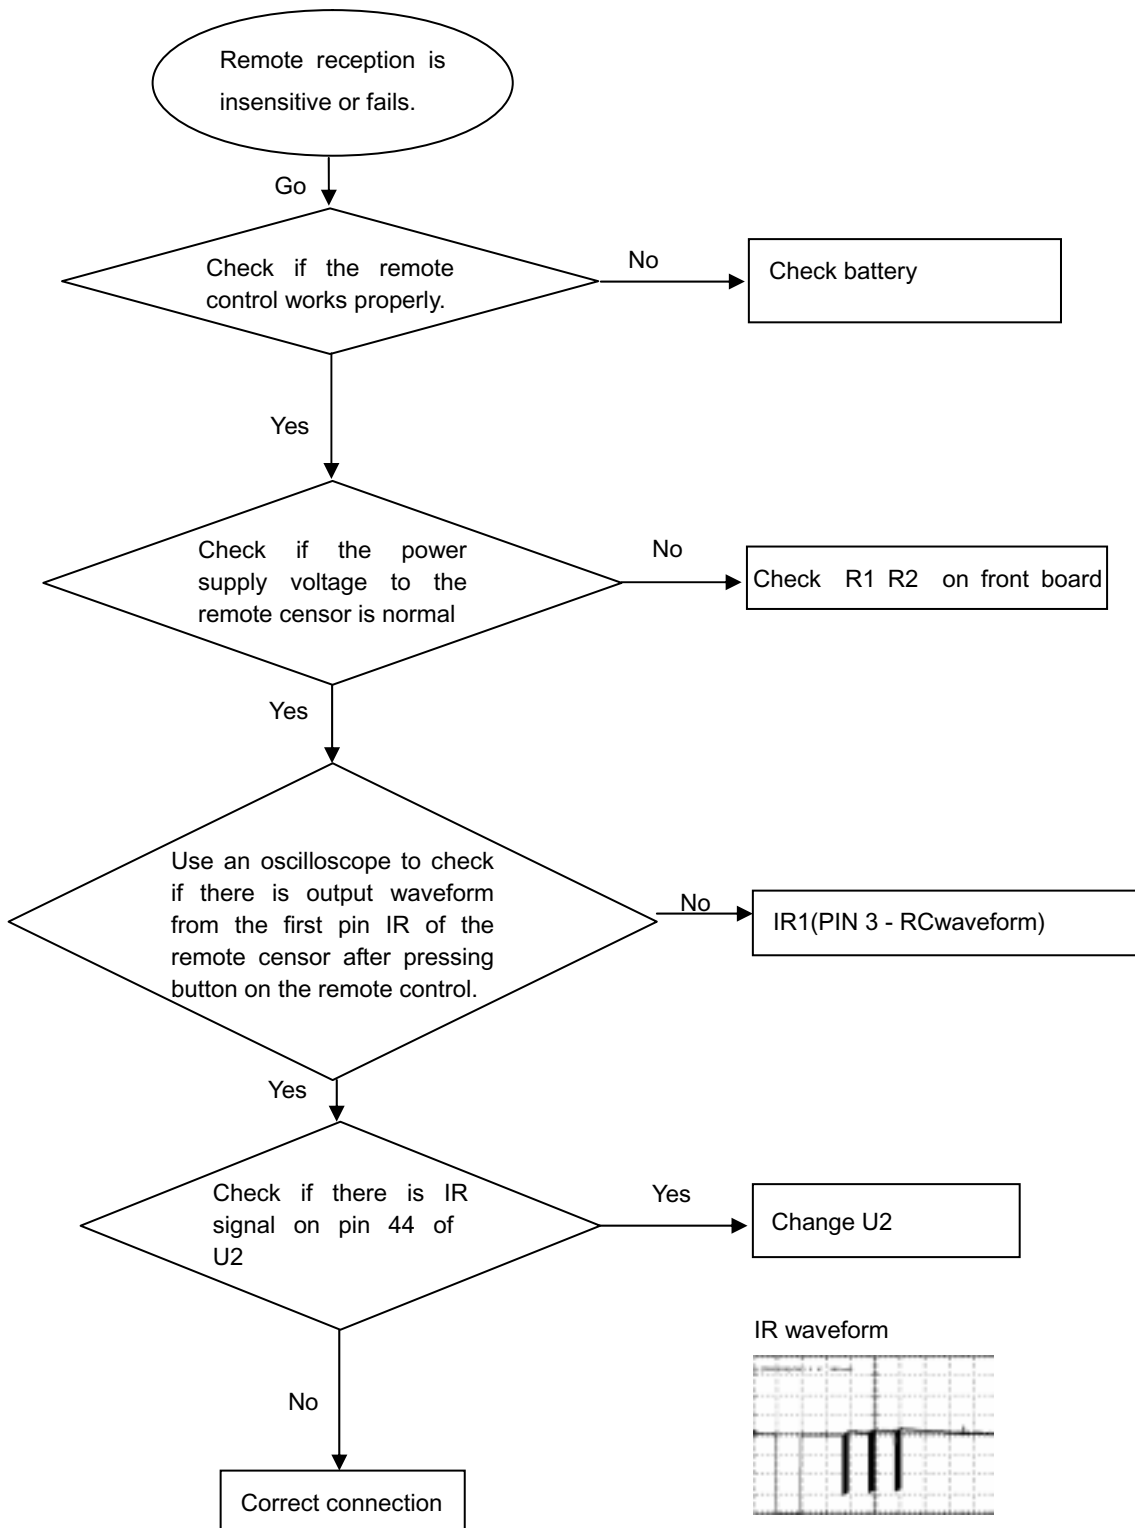 Remote reception is
insensitive or fails.
Go
Check if the remote
control works properly.
No
Check battery
Yes
Check if the power
supply voltage to the
remote censor is normal
No
Check R1 R2 on front board
Yes
Use an oscilloscope to check
if there is output waveform
from the first pin IR of the
remote censor after pressing
button on the remote control.
No
IR1(PIN 3 - RCwaveform)
Yes
Check if there is IR
signal on pin 44 of
U2
Yes
Change U2
IR waveform
No
Correct connection